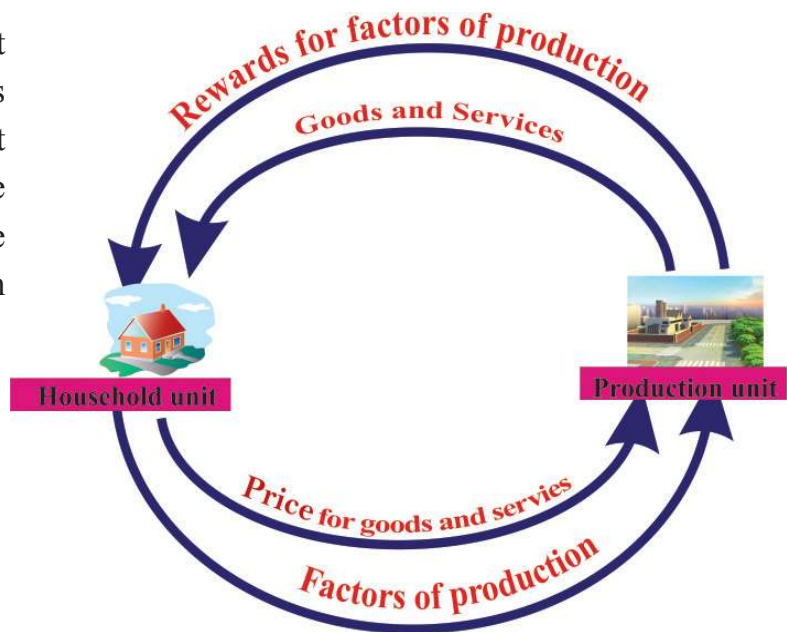 t
s
t
e
e
n
Rewards for factors of production
Goods and Services
Household unit
Production unit
Price for goods and servies
Factors of production